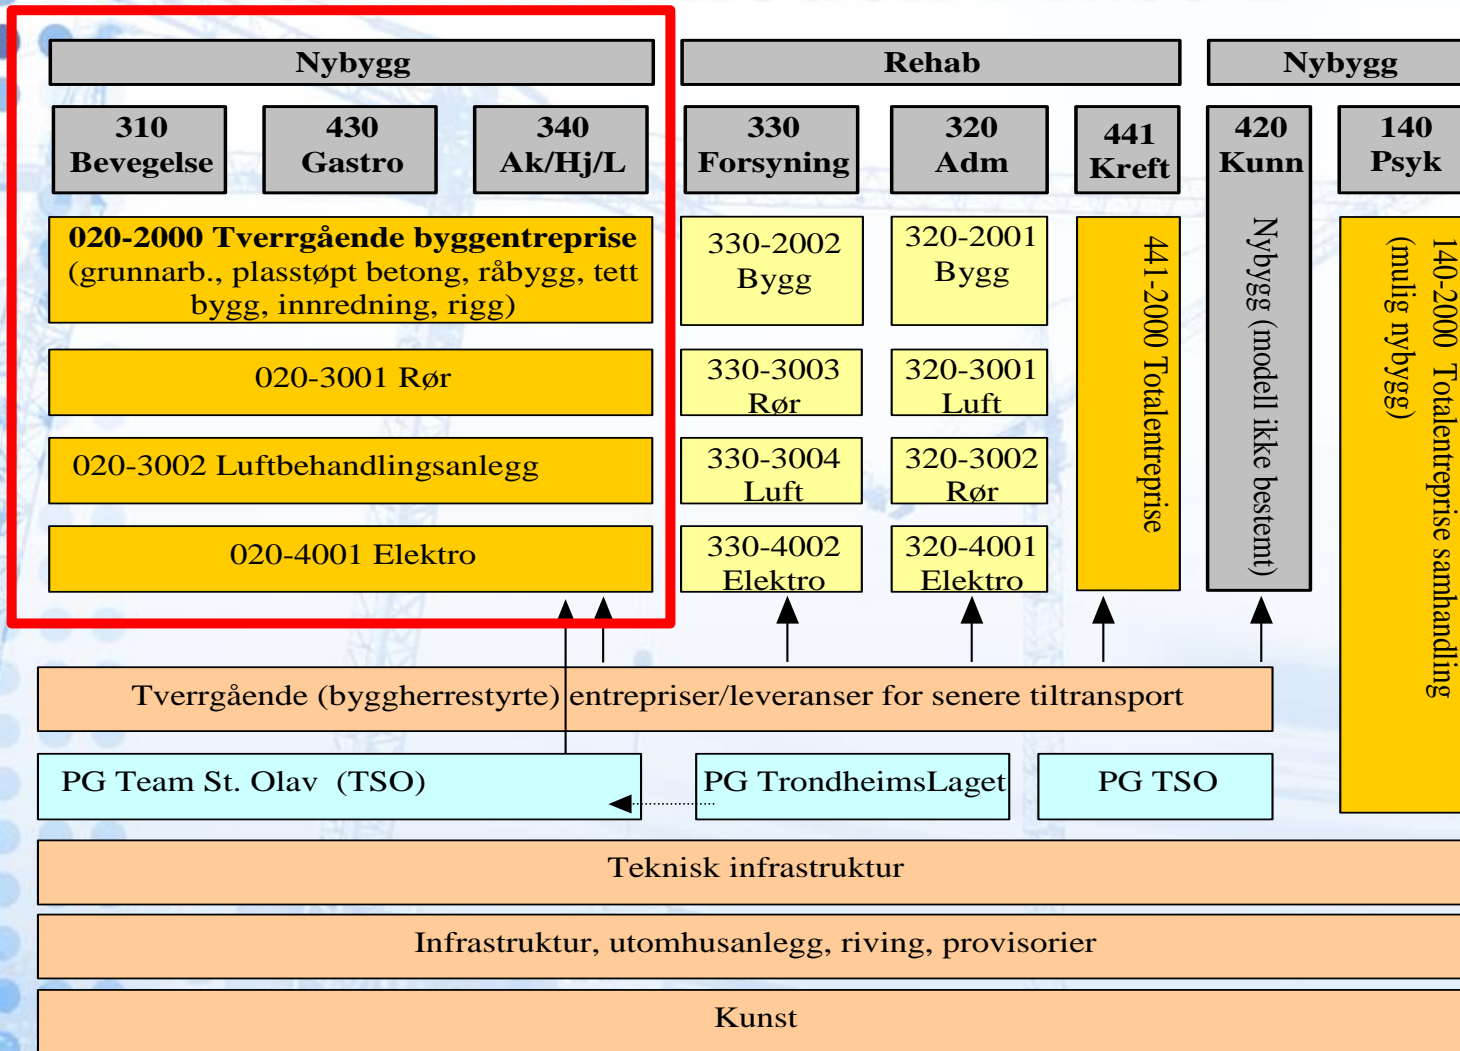 Nybygg
Rehab
Nybygg
310
Bevegelse
430
Gastro
340
Ak/Hj/L
330
Forsyning
320
Adm
441
Kreft
420
Kunn
140
Psyk
020-2000 Tverrgående byggentreprise
(grunnarb., plasstøpt betong, råbygg, tett
bygg, innredning, rigg)
020-3001 Rør
020-3002 Luftbehandlingsanlegg
020-4001 Elektro
330-2002
Bygg
330-3003
Rør
330-3004
Luft
330-4002
Elektro
320-2001
Bygg
320-3001
Luft
320-3002
Rør
320-4001
Elektro
441-2000 Totalentreprise
Nybygg (modell ikke bestemt)
140-2000 Totalentreprise samhandling
(mulig nybygg)
Tverrgående (byggherrestyrte) entrepriser/leveranser for senere tiltransport
PG Team St. Olav (TSO)
PG TrondheimsLaget
PG TSO
Teknisk infrastruktur
Infrastruktur, utomhusanlegg, riving, provisorier
Kunst